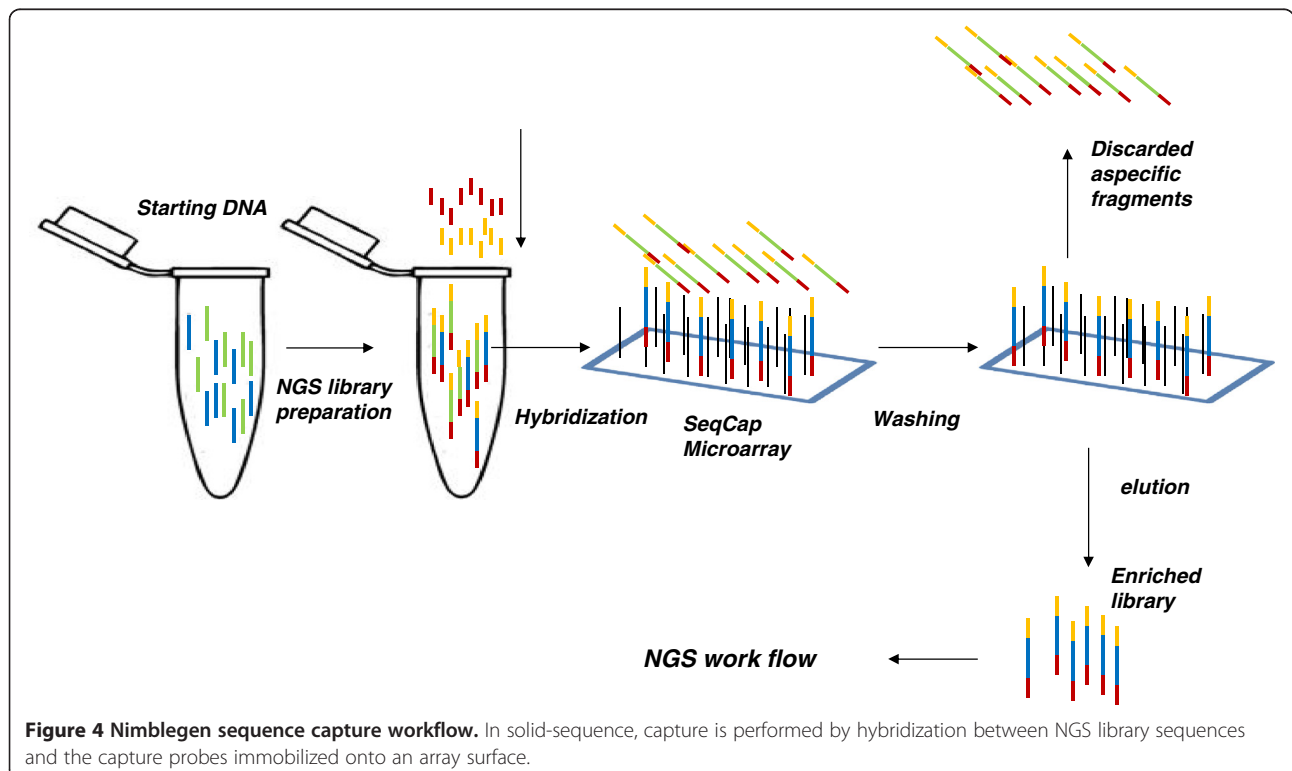 Starting DNA
NGS library
preparation
Hybridization
SeqCap
Microarray
Washing
Discarded
aspecific
fragments
elution
Enriched
library
NGS work flow
Figure 4 Nimblegen sequence capture workflow. In solid-sequence, capture is performed by hybridization between NGS library sequences
and the capture probes immobilized onto an array surface.